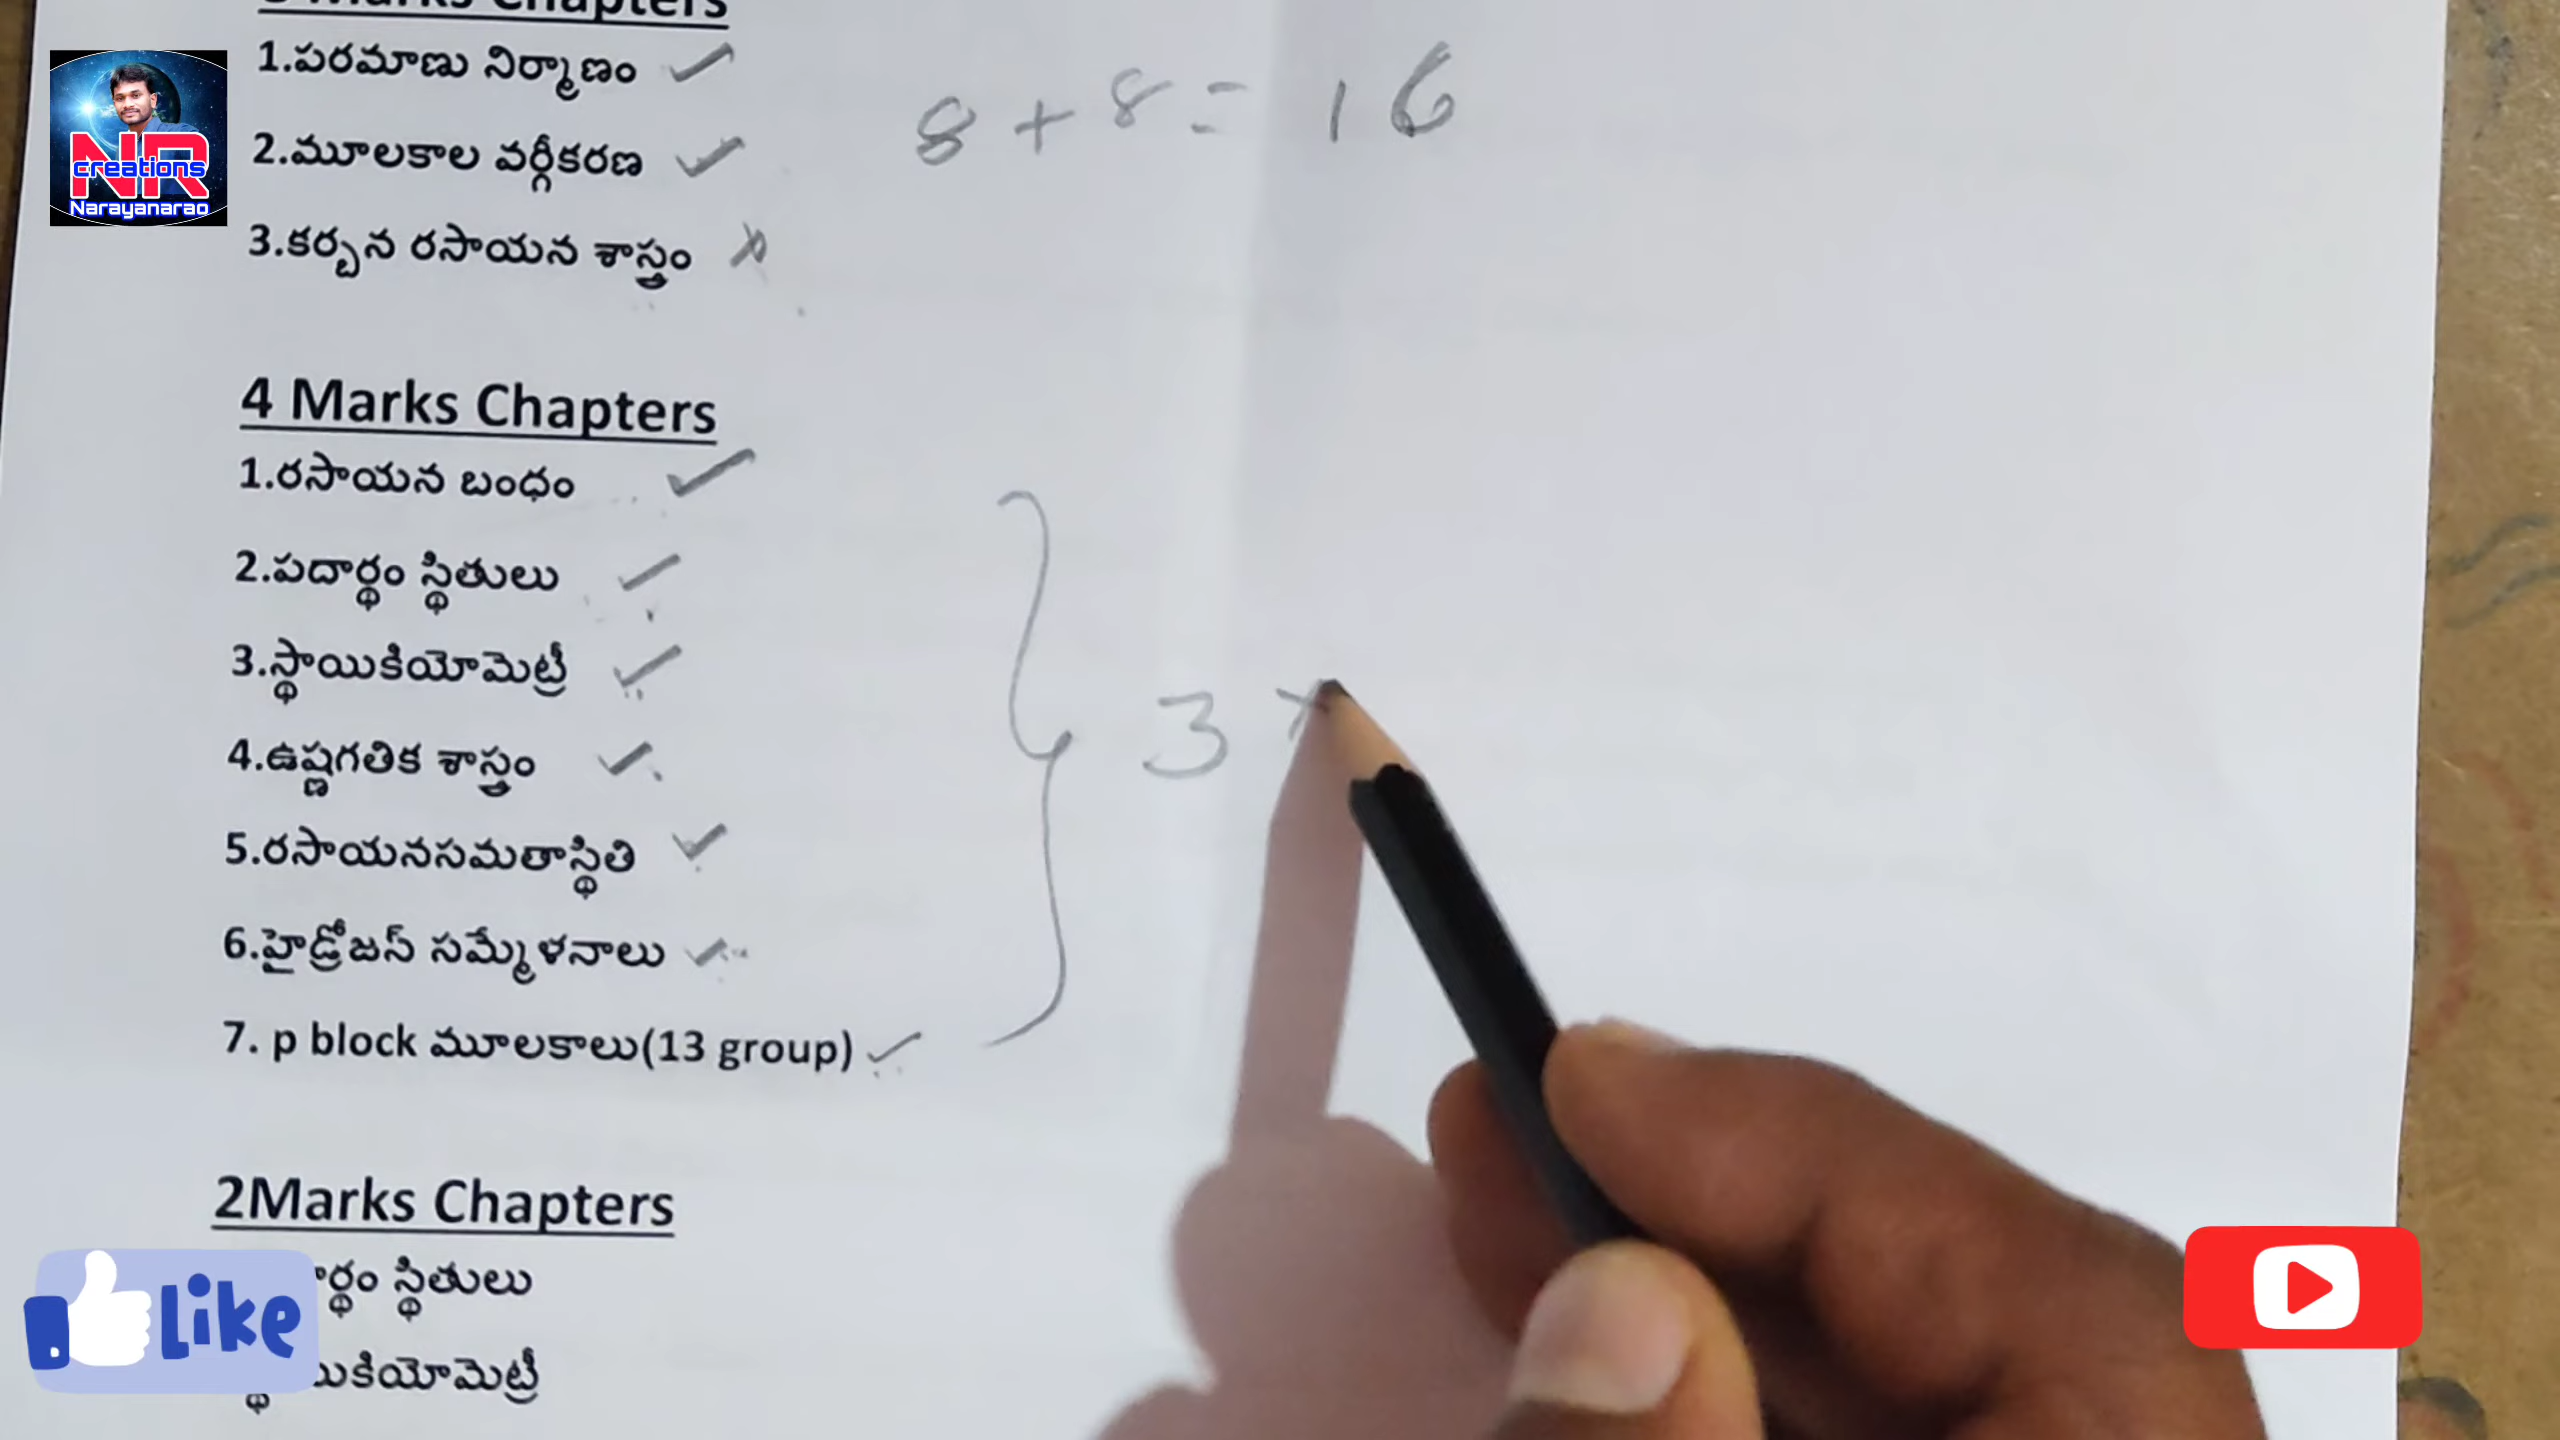 Marks Chapters
1.పరమాణు నిర్మాణం
2.మూలకాల వర్గీకరణ
3.కర్బన రసాయన శాస్త్రం
8 + 8 = 16
NR
creations
Narayanarao
4 Marks Chapters
1.రసాయన బంధం
2.పదార్థం స్థితులు
3.స్థాయికియోమెట్రీ
4.ఉష్ణగతిక శాస్త్రం
5.రసాయనసమతాస్థితి
6.హైడ్రోజన్ సమ్మేళనాలు
7. p block మూలకాలు(13 group)
3 ×
2Marks Chapters
స్థితులు
Like